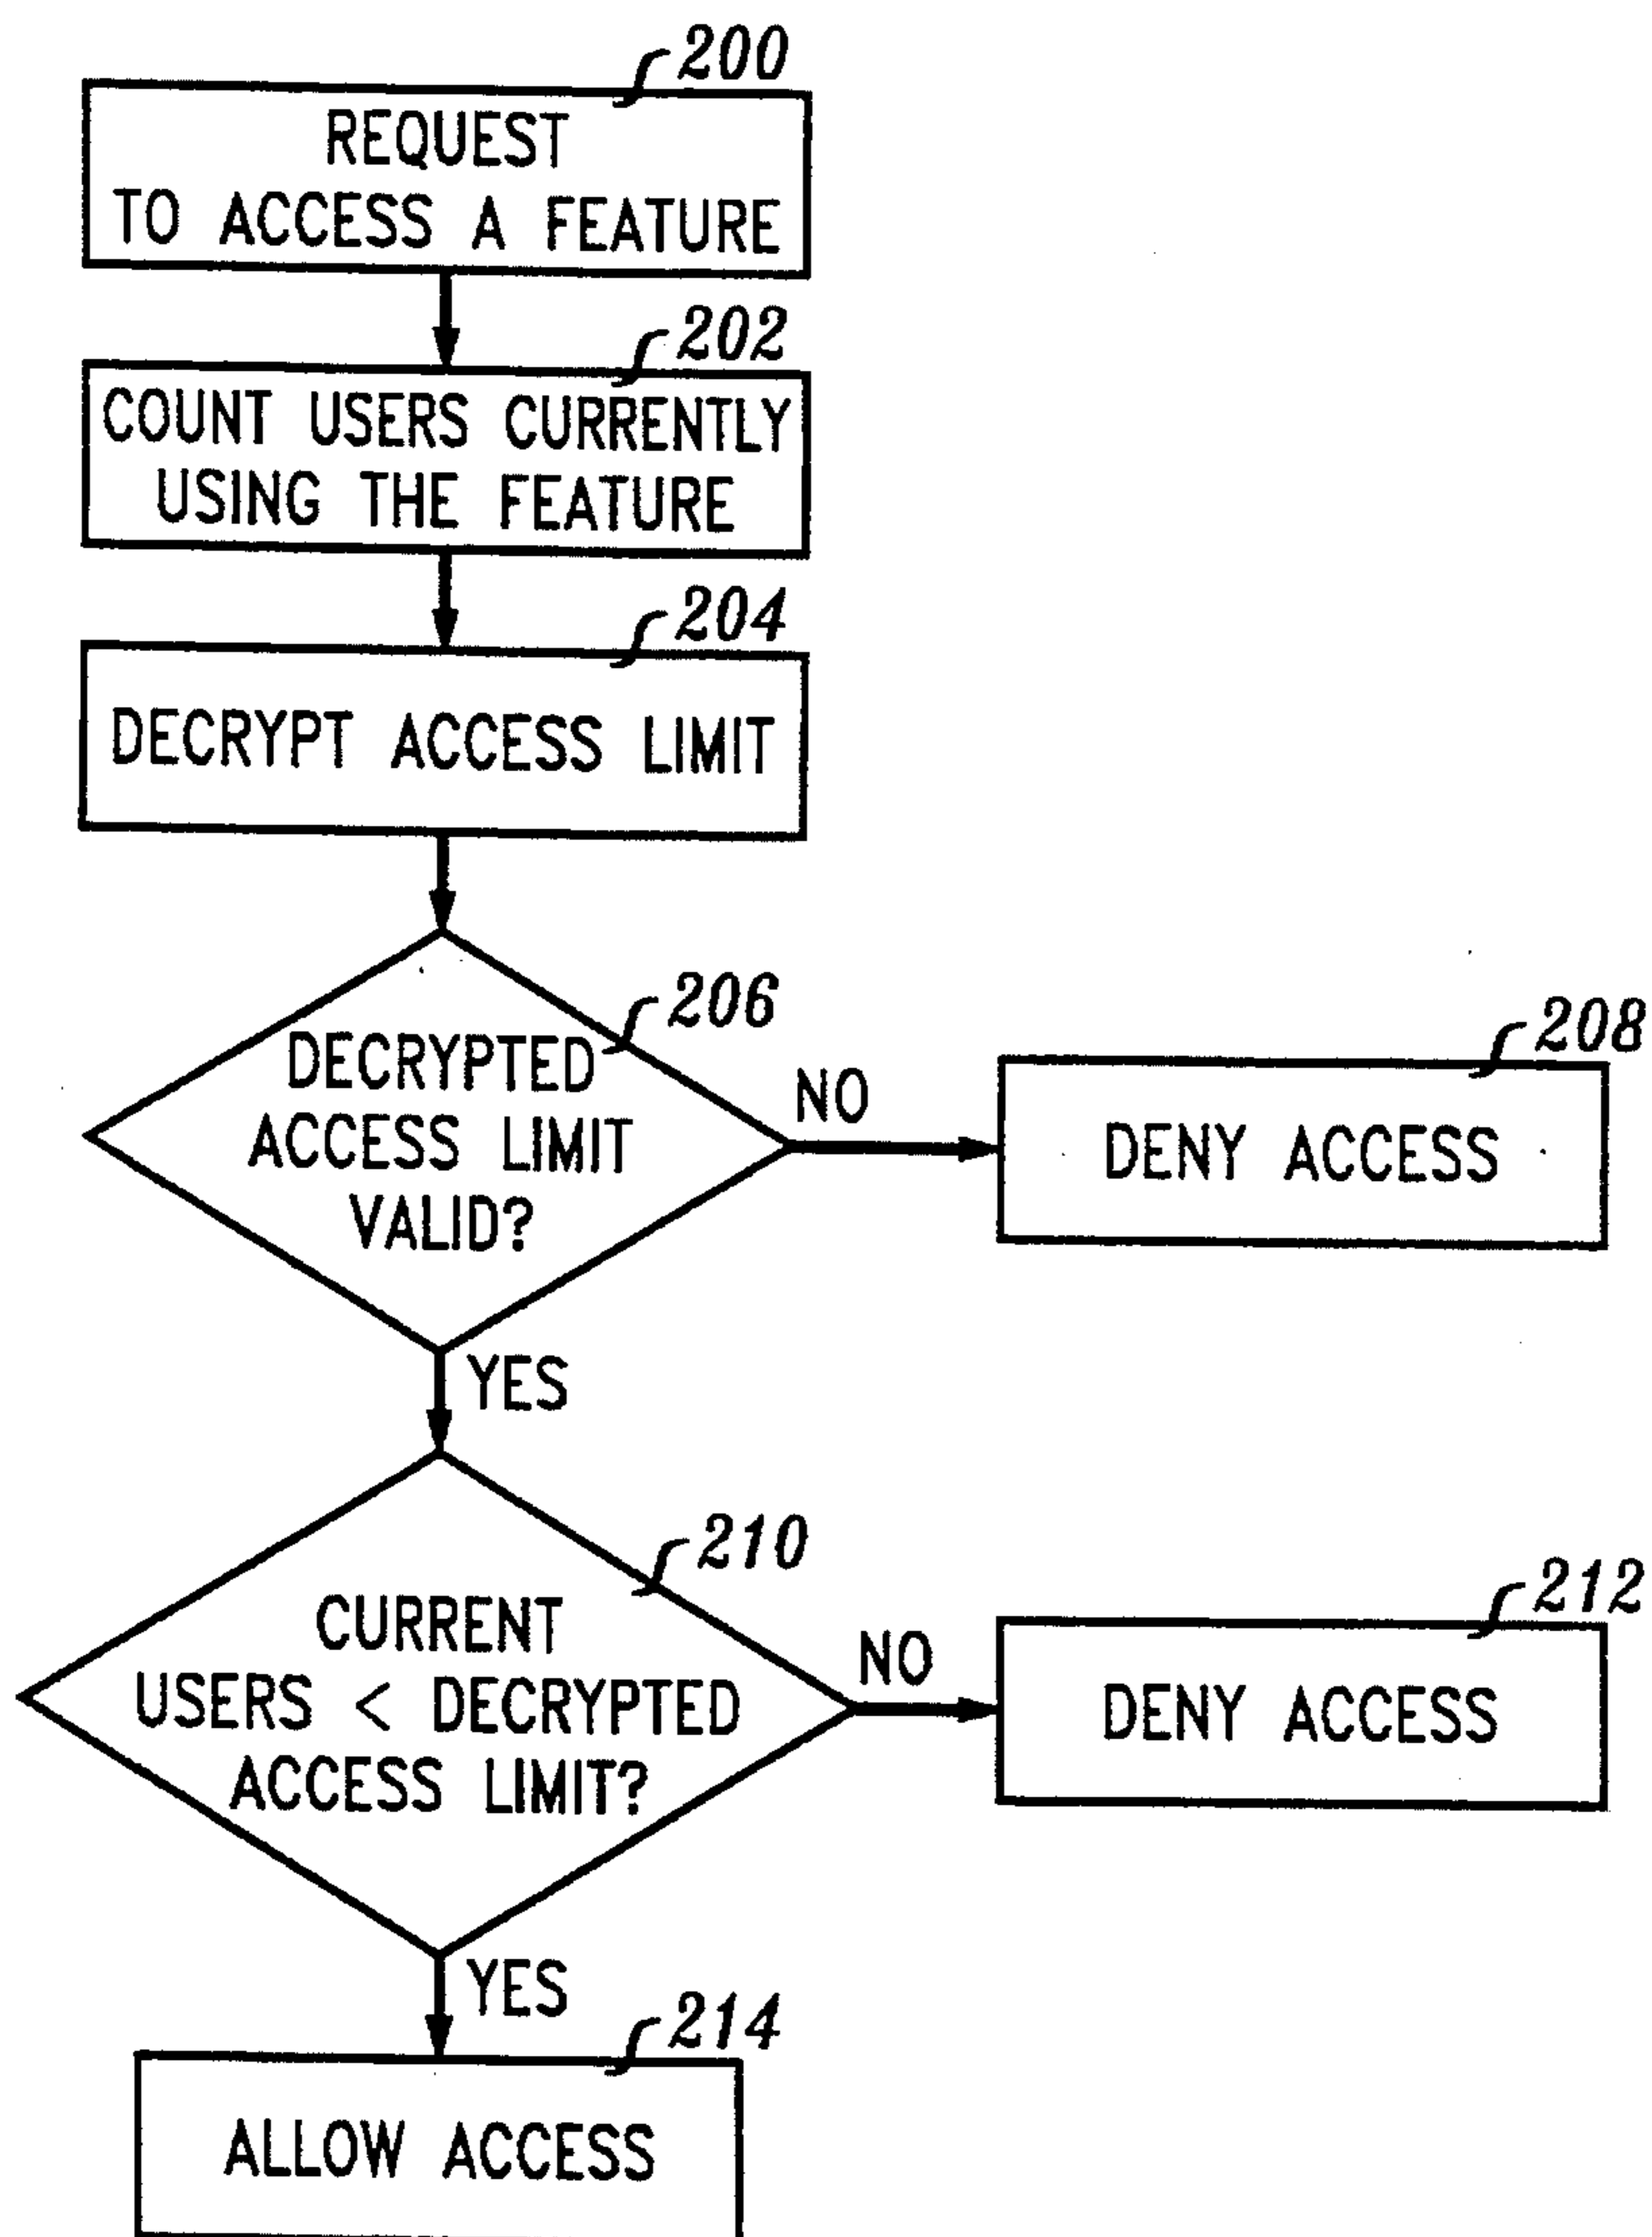 200
REQUEST
TO ACCESS A FEATURE
202
COUNT USERS CURRENTLY
USING THE FEATURE
204
DECRYPT ACCESS LIMIT
206
DECRYPTED
ACCESS LIMIT
VALID?
NO
208
DENY ACCESS
YES
210
CURRENT
USERS < DECRYPTED
ACCESS LIMIT?
NO
212
DENY ACCESS
YES
214
ALLOW ACCESS